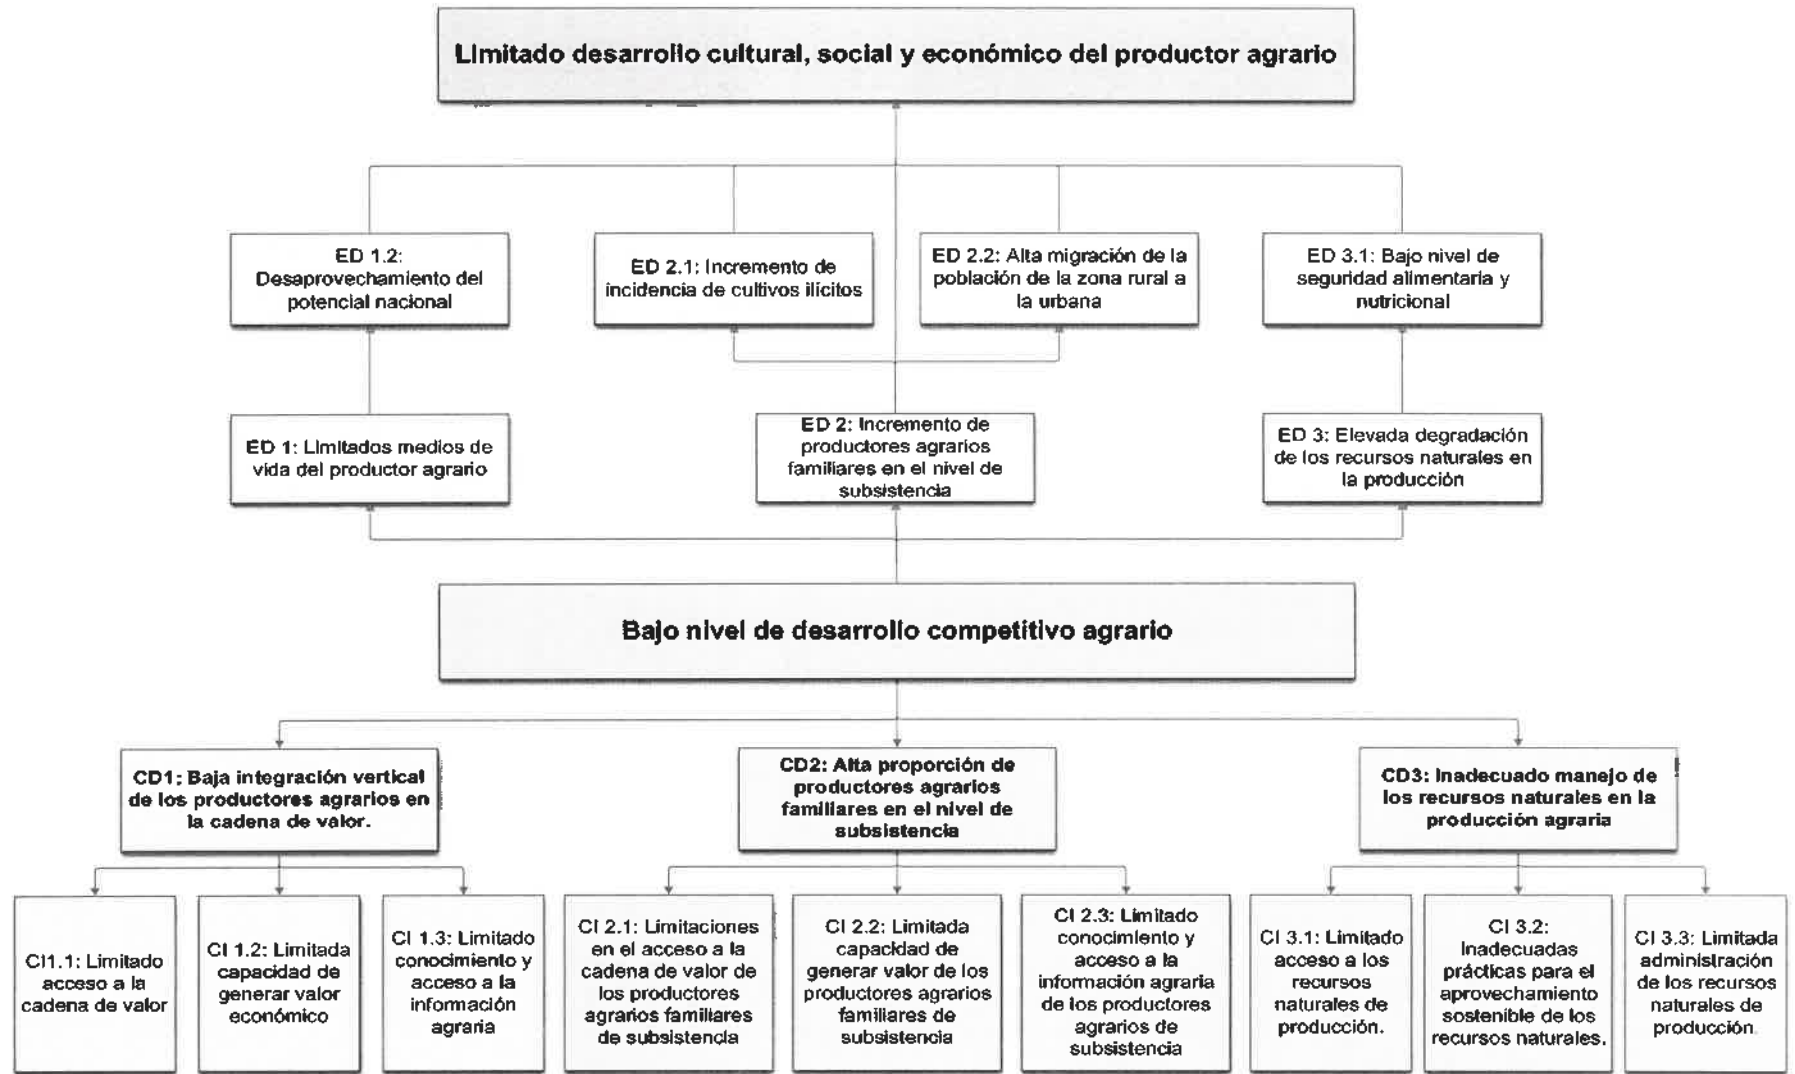 Limitado desarrollo cultural, social y económico del productor agrario
ED 1.2:
Desaprovechamiento del
potencial nacional
ED 2.1: Incremento de
incidencia de cultivos ilícitos
ED 2.2: Alta migración de la
población de la zona rural a
la urbana
ED 3.1: Bajo nivel de
seguridad alimentaria y
nutricional
ED 1: Limitados medios de
vida del productor agrario
ED 2: Incremento de
productores agrarios
familiares en el nivel de
subsistencia
ED 3: Elevada degradación
de los recursos naturales en
la producción
Bajo nivel de desarrollo competitivo agrario
CD1: Baja integración vertical
de los productores agrarios en
la cadena de valor.
CD2: Alta proporción de
productores agrarios
familiares en el nivel de
subsistencia
CD3: Inadecuado manejo de
los recursos naturales en la
producción agraria
CI1.1: Limitado
acceso a la
cadena de valor
CI 1.2: Limitada
capacidad de
generar valor
económico
CI 1.3: Limitado
conocimiento y
acceso a la
información
agraria
CI 2.1: Limitaciones
en el acceso a la
cadena de valor de
los productores
agrarios familiares
de subsistencia
CI 2.2: Limitada
capacidad de
generar valor de los
productores agrarios
familiares de
subsistencia
CI 2.3: Limitado
conocimiento y
acceso a la
información agraria
de los productores
agrarios de
subsistencia
CI 3.1: Limitado
acceso a los
recursos
naturales de
producción.
CI 3.2:
Inadecuadas
prácticas para el
aprovechamiento
sostenible de los
recursos naturales.
CI 3.3: Limitada
administración
de los recursos
naturales de
producción.